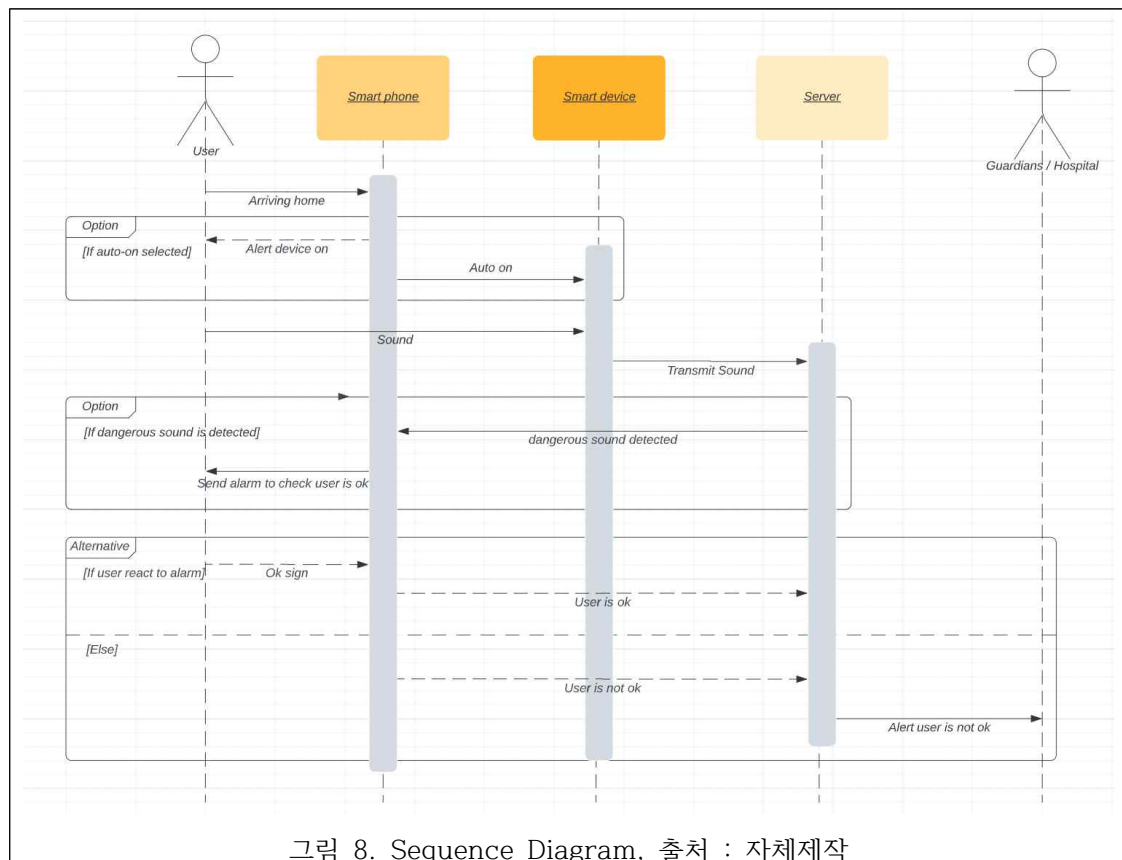 Smart phone
Smart device
Server
User
Guardians / Hospital
Arriving home
Option
[If auto-on selected]
Alert device on
Auto on
Sound
Transmit Sound
Option
[If dangerous sound is detected]
dangerous sound detected
Send alarm to check user is ok
Alternative
[If user react to alarm]
Ok sign
User is ok
[Else]
User is not ok
Alert user is not ok
그림 8. Sequence Diagram, 출처 : 자체제작